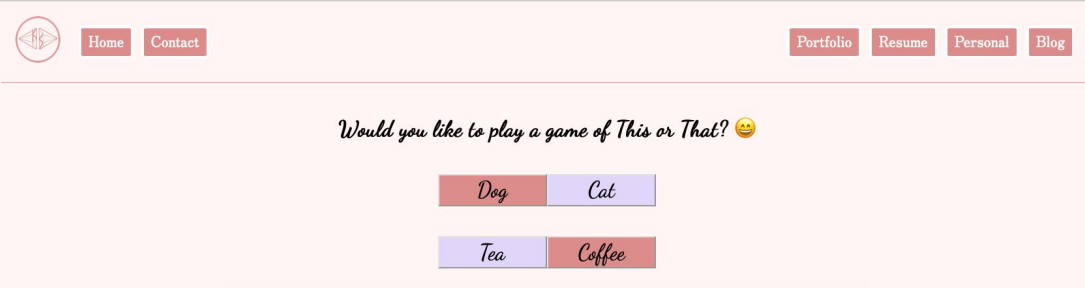 Home Contact Portfolio Resume Personal Blog
Would you like to play a game of This or That? 😄
Dog Cat
Tea Coffee